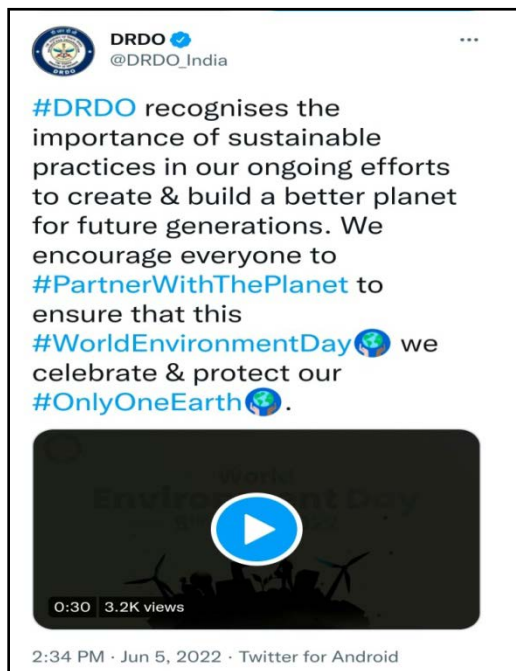 DRDO
DRDO
@DRDO_India
#DRDO recognises the
importance of sustainable
practices in our ongoing efforts
to create & build a better planet
for future generations. We
encourage everyone to
#PartnerWithThePlanet to
ensure that this
#WorldEnvironmentDay we
celebrate & protect our
#OnlyOneEarth.
World
Environment Day
0:30 3.2K views
2:34 PM · Jun 5, 2022 · Twitter for Android